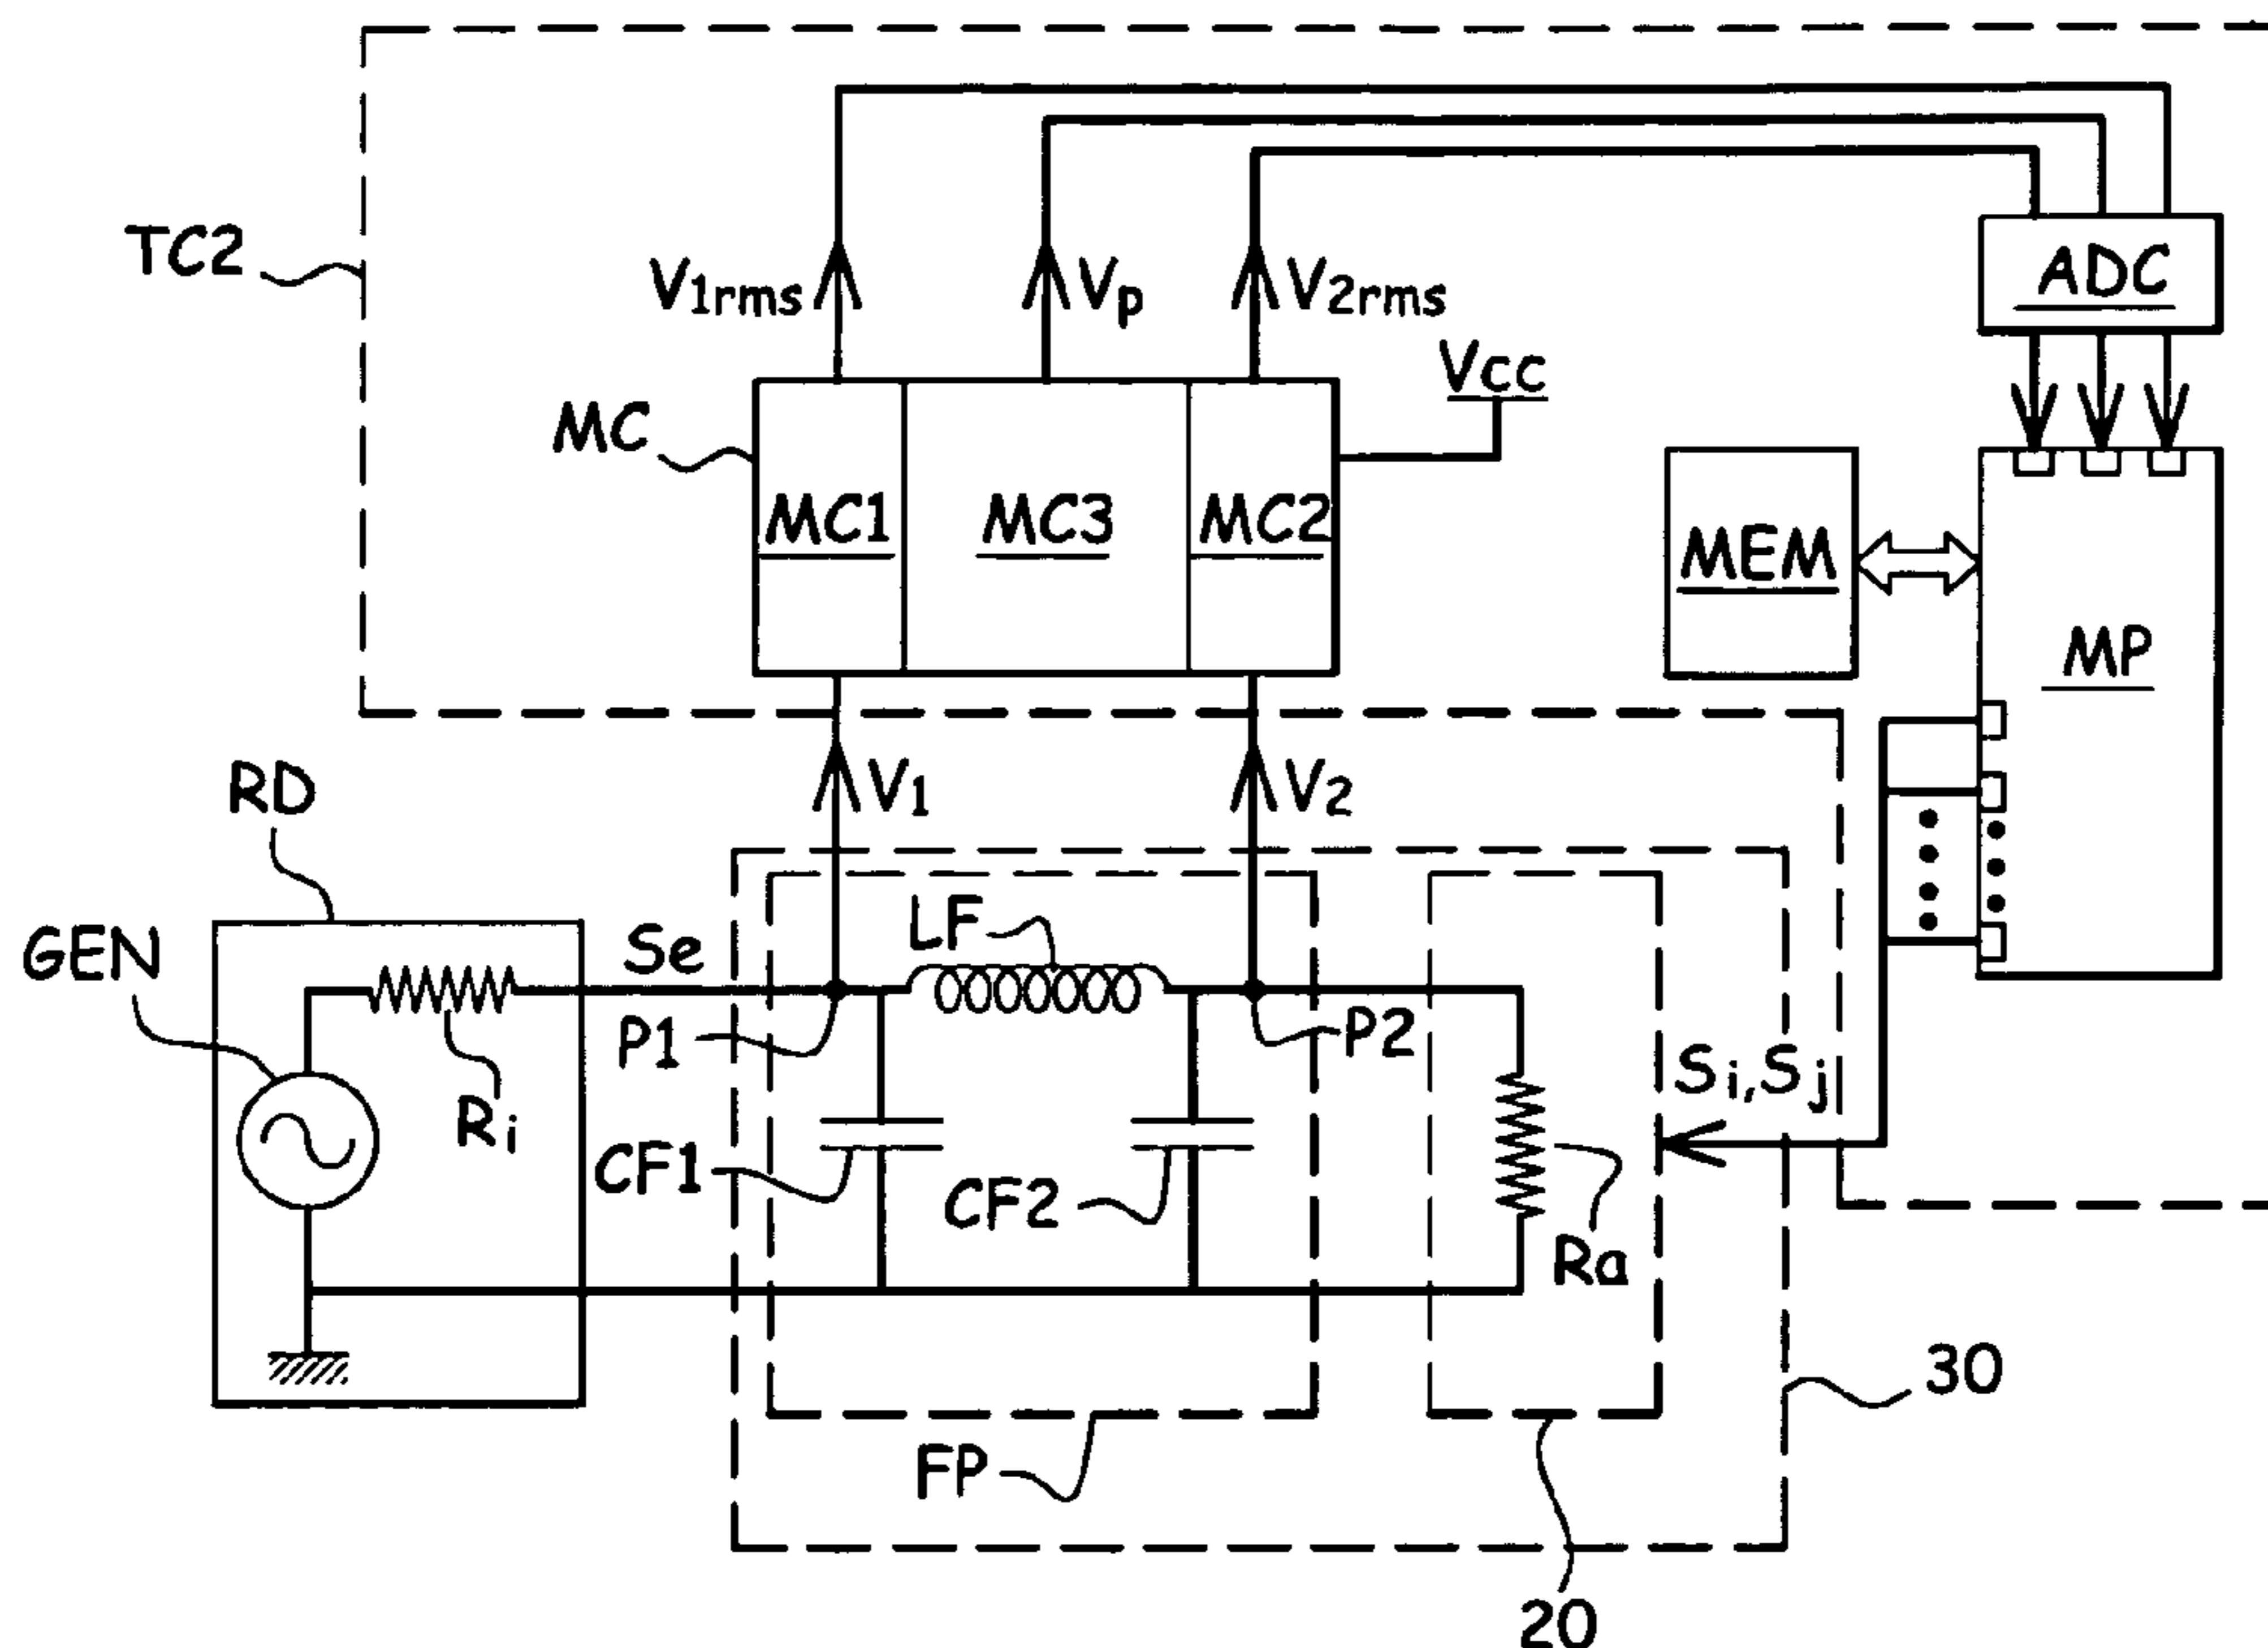 TC2
V1rms
Vp
V2rms
ADC
Vcc
MC
MC1
MC3
MC2
MEM
MP
RD
V1
V2
GEN
Se
LF
P1
P2
Ri
Si, Sj
CF1
CF2
Ra
30
FP
20